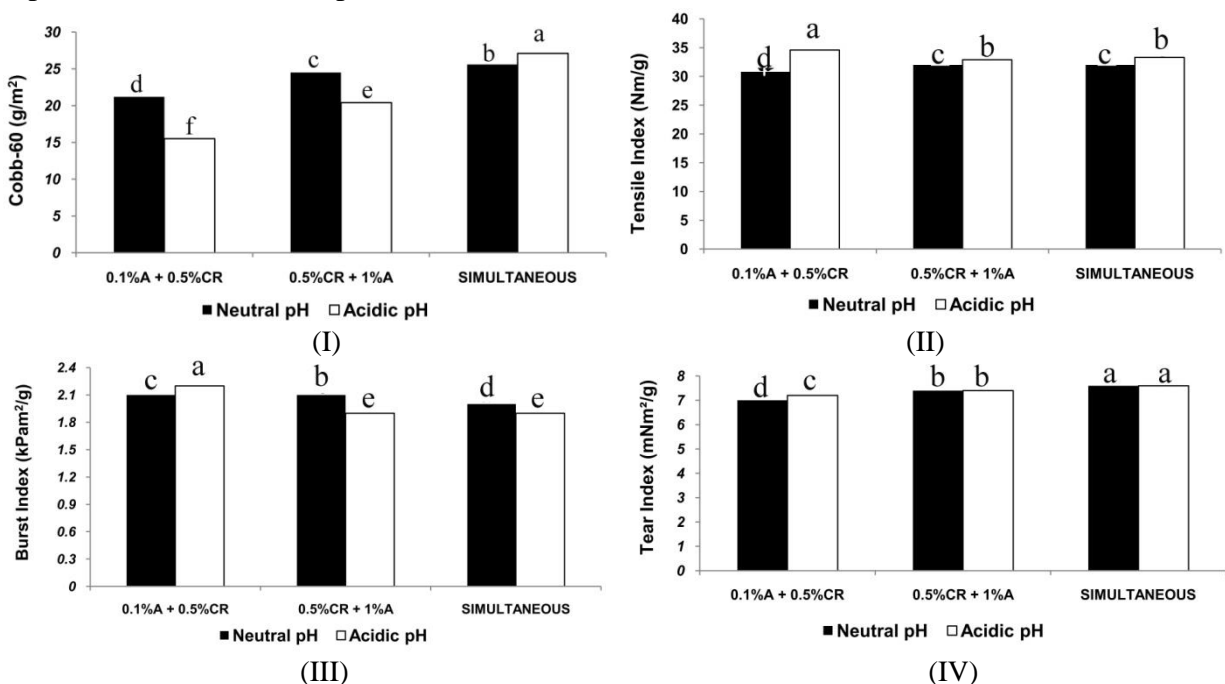 Cobb-60 (g/m²)
30
25
20
15
10
5
0
d
f
c
e
b
a
0.1%A + 0.5%CR
0.5%CR + 1%A
SIMULTANEOUS
■ Neutral pH □ Acidic pH
(I)
Tensile Index (Nm/g)
40
35
30
25
20
15
10
5
0
d
a
c
b
c
b
0.1%A + 0.5%CR
0.5%CR + 1%A
SIMULTANEOUS
■ Neutral pH □ Acidic pH
(II)
Burst Index (kPam²/g)
2.4
2.1
1.8
1.5
1.2
0.9
0.6
0.3
0
c
a
b
e
d
e
0.1%A + 0.5%CR
0.5%CR + 1%A
SIMULTANEOUS
■ Neutral pH □ Acidic pH
(III)
Tear Index (mNm²/g)
8
7
6
5
4
3
2
1
0
d
c
b
b
a
a
0.1%A + 0.5%CR
0.5%CR + 1%A
SIMULTANEOUS
■ Neutral pH □ Acidic pH
(IV)